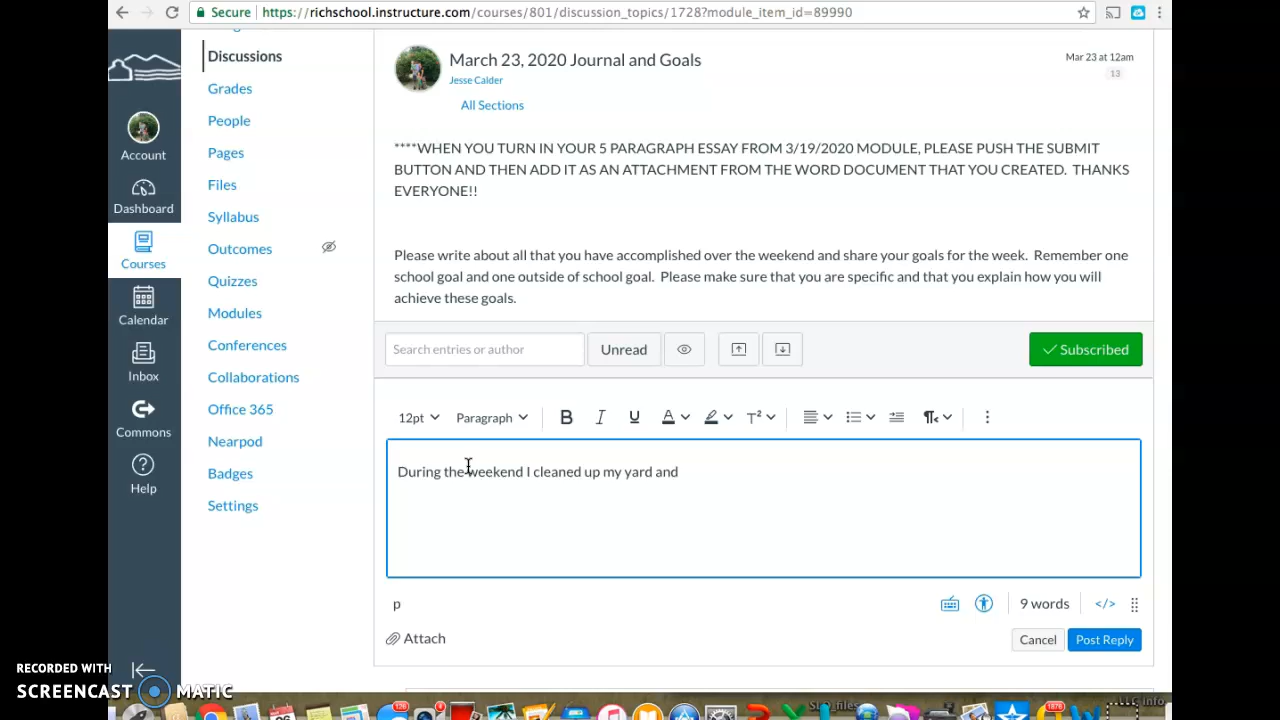 Secure
https://richschool.instructure.com/courses/801/discussion_topics/1728?module_item_id=89990
Account
Dashboard
Courses
Calendar
Inbox
Commons
Help
Discussions
Grades
People
Pages
Files
Syllabus
Outcomes
Quizzes
Modules
Conferences
Collaborations
Office 365
Nearpod
Badges
Settings
March 23, 2020 Journal and Goals
Mar 23 at 12am
Jesse Calder
13
All Sections
****WHEN YOU TURN IN YOUR 5 PARAGRAPH ESSAY FROM 3/19/2020 MODULE, PLEASE PUSH THE SUBMIT
BUTTON AND THEN ADD IT AS AN ATTACHMENT FROM THE WORD DOCUMENT THAT YOU CREATED. THANKS
EVERYONE!!
Please write about all that you have accomplished over the weekend and share your goals for the week. Remember one
school goal and one outside of school goal. Please make sure that you are specific and that you explain how you will
achieve these goals.
Search entries or author
Unread
Subscribed
12pt
Paragraph
B I U A T²
During the weekend I cleaned up my yard and
p
9 words
</>
Attach
Cancel
Post Reply
RECORDED WITH
SCREENCAST MATIC